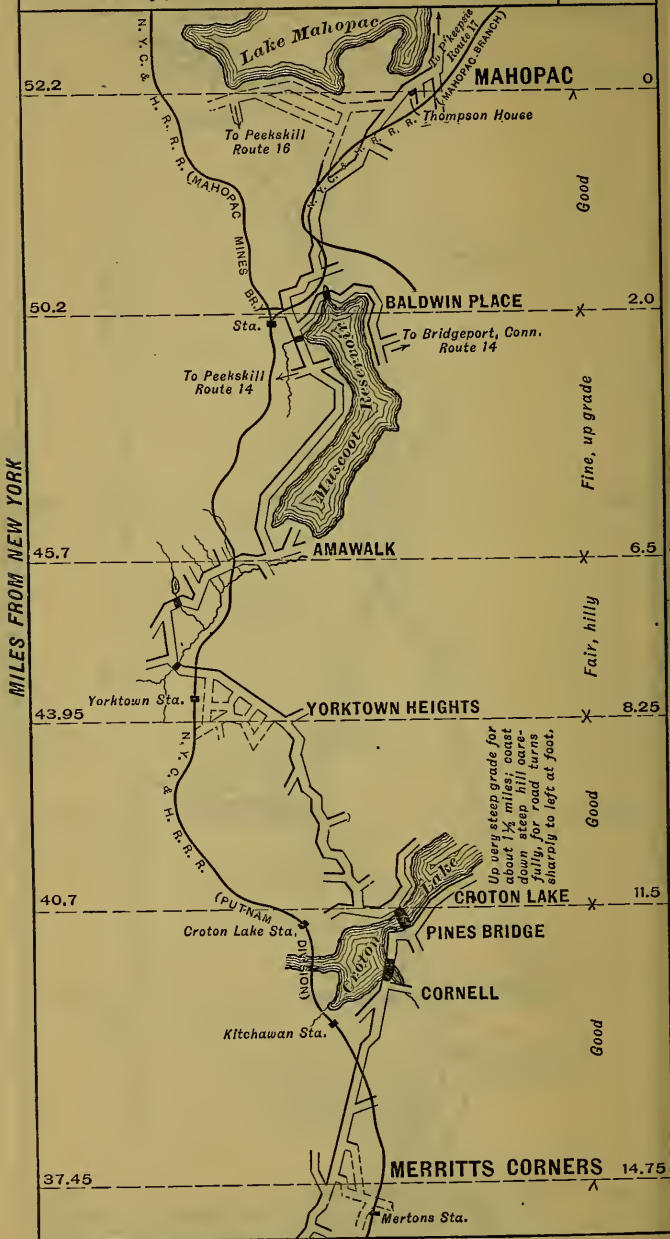 N. Y. C. & H. R. R. R. (MAHOPAC MINES BR.)
Lake Mahopac
To P'keepsie
Route 17
(MAHOPAC BRANCH)
52.2
MAHOPAC
0
Thompson House
To Peekskill
Route 16
N. Y. C. & H. R. R. R.
Good
50.2
BALDWIN PLACE
2.0
Sta.
To Bridgeport, Conn.
Route 14
To Peekskill
Route 14
Muscoot Reservoir
Fine, up grade
MILES FROM NEW YORK
45.7
AMAWALK
6.5
Fair, hilly
Yorktown Sta.
43.95
YORKTOWN HEIGHTS
8.25
N. Y. C. & H. R. R. R.
(PUTNAM DIVISION)
Up very steep grade for
about 1½ miles; coast
down steep hill care-
fully, for road turns
sharply to left at foot.
Good
40.7
CROTON LAKE
11.5
Croton Lake
Croton Lake Sta.
PINES BRIDGE
CORNELL
Kitchawan Sta.
Good
37.45
MERRITTS CORNERS
14.75
Mertons Sta.